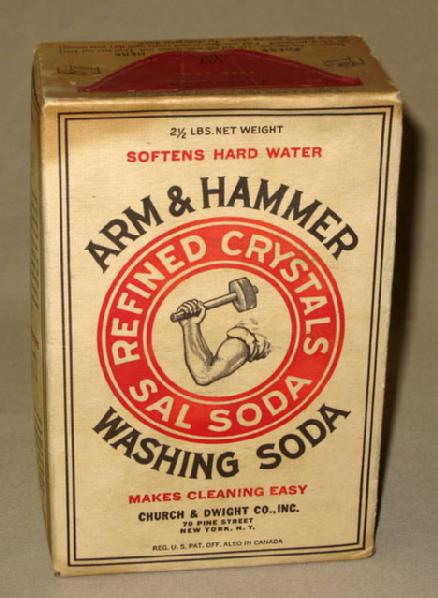 2½ LBS. NET WEIGHT
SOFTENS HARD WATER
ARM & HAMMER
REFINED CRYSTALS
SAL SODA
WASHING SODA
MAKES CLEANING EASY
CHURCH & DWIGHT CO., INC.
70 PINE STREET
NEW YORK, N. Y.
REG. U. S. PAT. OFF. ALSO IN CANADA